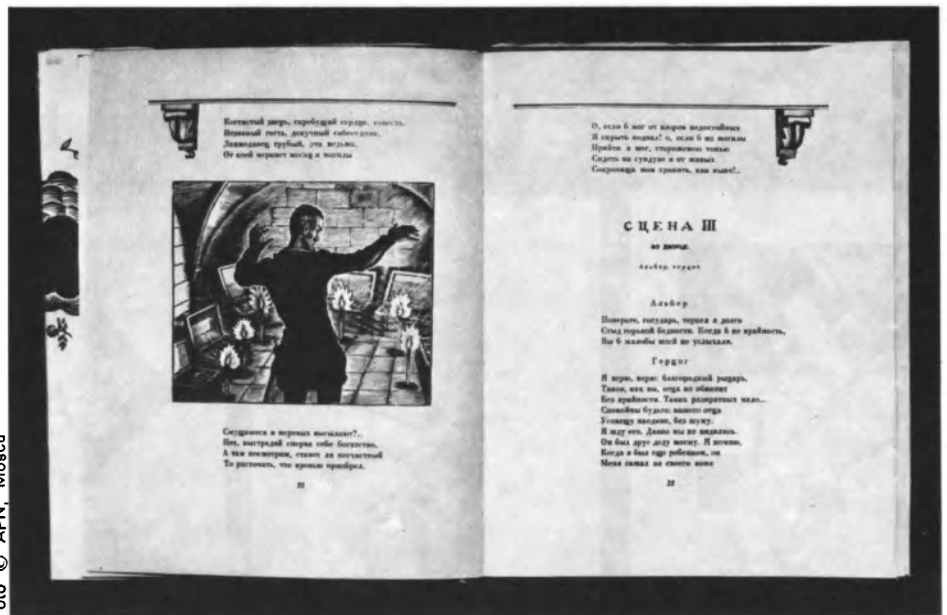 Когтистый зверь, скребущий сердце, совесть,
Незваный гость, докучный собеседник,
Заимодавец грубый, эта ведьма,
От коей меркнет месяц и могилы
Смущаются и мертвых высылают?..
Нет, выстрадай сперва себе богатство,
А там посмотрим, станет ли несчастный
То расточать, что кровью приобрел.
22
О, если б мог от взоров недостойных
Я скрыть подвал! о, если б из могилы
Прийти я мог, сторожевою тенью
Сидеть на сундуке и от живых
Сокровища мои хранить, как ныне!..
СЦЕНА III
ВО ДВОРЦЕ.
Альбер, герцог
Альбер
Поверьте, государь, терпел я долго
Стыд горькой бедности. Когда б не крайность,
Вы б жалобы моей не услыхали.
Герцог
Я верю, верю: благородный рыцарь,
Таков, как вы, отца не обвинит
Без крайности. Таких развратных мало...
Спокойны будьте: вашего отца
Усовещу наедине, без шуму.
Я жду его. Давно мы не видались.
Он был друг деду моему. Я помню,
Когда я был еще ребенком, он
Меня сажал на своего коня
© APN, Moscu